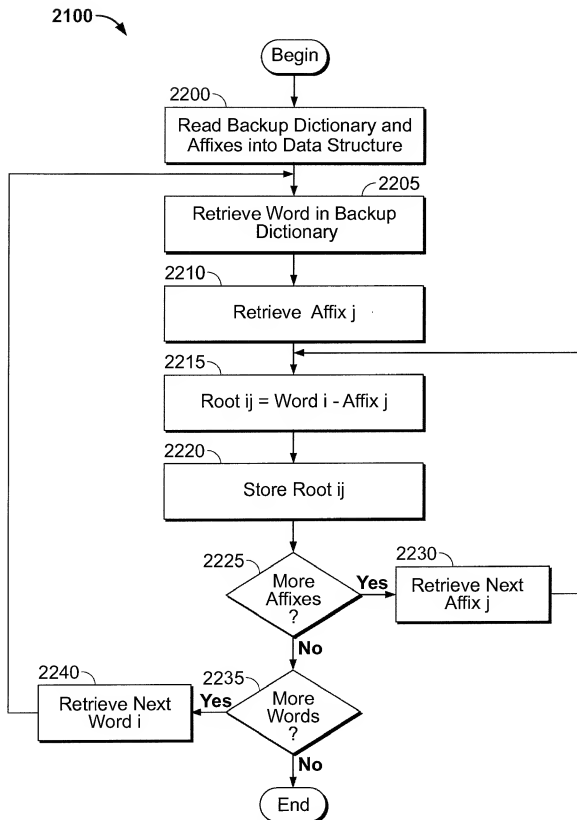 2100
Begin
2200
Read Backup Dictionary and
Affixes into Data Structure
2205
Retrieve Word in Backup
Dictionary
2210
Retrieve Affix j
2215
Root ij = Word i - Affix j
2220
Store Root ij
2225
More
Affixes
?
Yes
2230
Retrieve Next
Affix j
No
2235
More
Words
?
Yes
2240
Retrieve Next
Word i
No
End